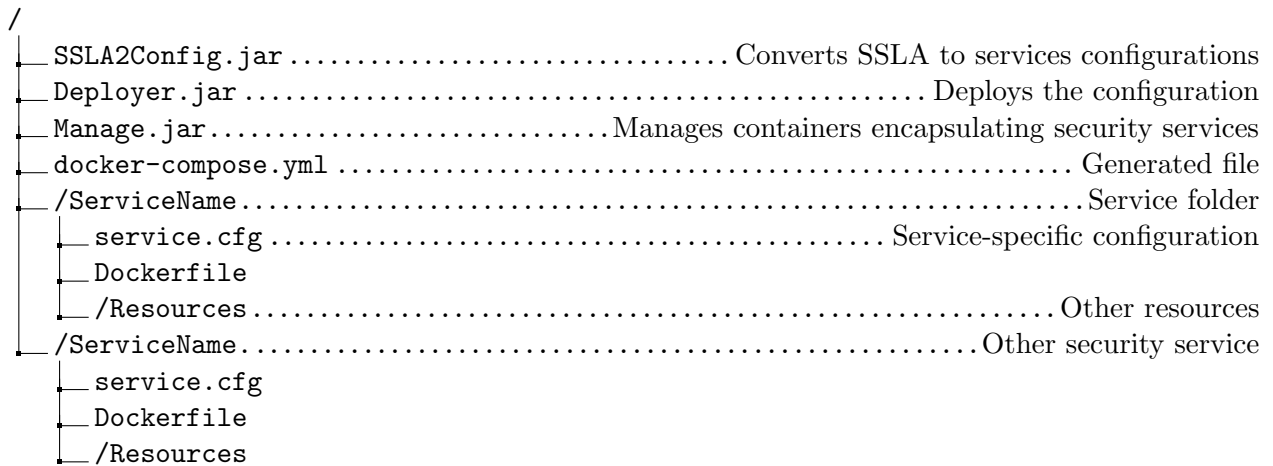 /
SSLA2Config.jar ................................. Converts SSLA to services configurations
Deployer.jar ................................................... Deploys the configuration
Manage.jar.............................. Manages containers encapsulating security services
docker-compose.yml ....................................................... Generated file
/ServiceName................................................................Service folder
service.cfg .............................................. Service-specific configuration
Dockerfile
/Resources............................................................Other resources
/ServiceName.......................................................Other security service
service.cfg
Dockerfile
/Resources